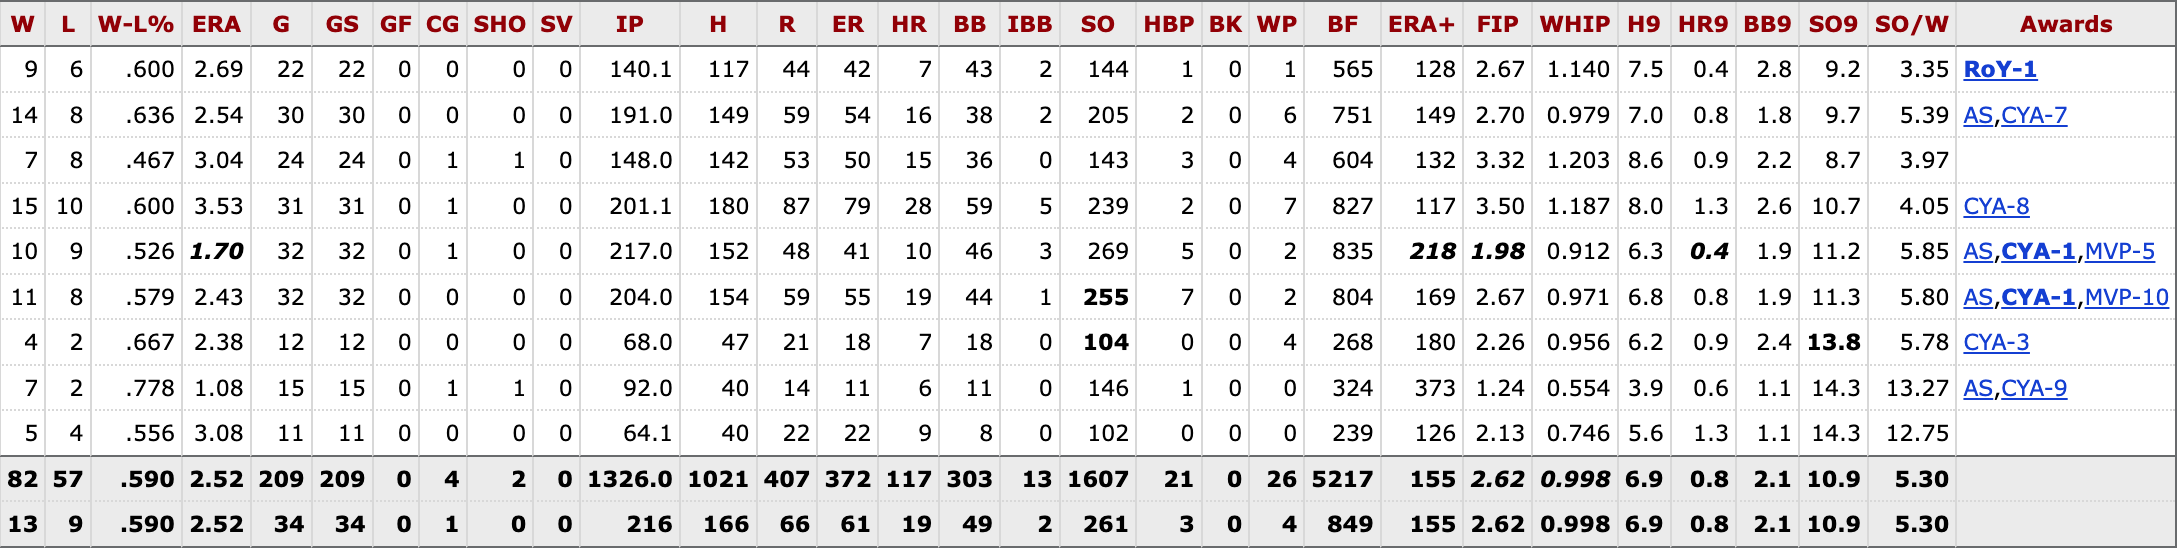 W L W-L% ERA G GS GF CG SHO SV IP H R ER HR BB IBB SO HBP BK WP BF ERA+ FIP WHIP H9 HR9 BB9 SO9 SO/W Awards
9 6 .600 2.69 22 22 0 0 0 0 140.1 117 44 42 7 43 2 144 1 0 1 565 128 2.67 1.140 7.5 0.4 2.8 9.2 3.35 RoY-1
14 8 .636 2.54 30 30 0 0 0 0 191.0 149 59 54 16 38 2 205 2 0 6 751 149 2.70 0.979 7.0 0.8 1.8 9.7 5.39 AS,CYA-7
7 8 .467 3.04 24 24 0 1 1 0 148.0 142 53 50 15 36 0 143 3 0 4 604 132 3.32 1.203 8.6 0.9 2.2 8.7 3.97
15 10 .600 3.53 31 31 0 1 0 0 201.1 180 87 79 28 59 5 239 2 0 7 827 117 3.50 1.187 8.0 1.3 2.6 10.7 4.05 CYA-8
10 9 .526 1.70 32 32 0 1 0 0 217.0 152 48 41 10 46 3 269 5 0 2 835 218 1.98 0.912 6.3 0.4 1.9 11.2 5.85 AS,CYA-1,MVP-5
11 8 .579 2.43 32 32 0 0 0 0 204.0 154 59 55 19 44 1 255 7 0 2 804 169 2.67 0.971 6.8 0.8 1.9 11.3 5.80 AS,CYA-1,MVP-10
4 2 .667 2.38 12 12 0 0 0 0 68.0 47 21 18 7 18 0 104 0 0 4 268 180 2.26 0.956 6.2 0.9 2.4 13.8 5.78 CYA-3
7 2 .778 1.08 15 15 0 1 1 0 92.0 40 14 11 6 11 0 146 1 0 0 324 373 1.24 0.554 3.9 0.6 1.1 14.3 13.27 AS,CYA-9
5 4 .556 3.08 11 11 0 0 0 0 64.1 40 22 22 9 8 0 102 0 0 0 239 126 2.13 0.746 5.6 1.3 1.1 14.3 12.75
82 57 .590 2.52 209 209 0 4 2 0 1326.0 1021 407 372 117 303 13 1607 21 0 26 5217 155 2.62 0.998 6.9 0.8 2.1 10.9 5.30
13 9 .590 2.52 34 34 0 1 0 0 216 166 66 61 19 49 2 261 3 0 4 849 155 2.62 0.998 6.9 0.8 2.1 10.9 5.30